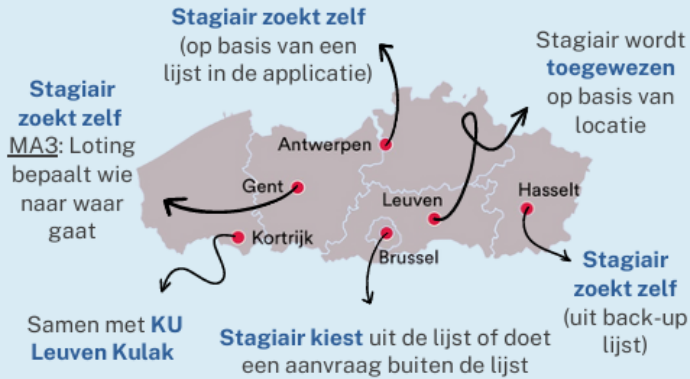 Stagiair zoekt zelf
(op basis van een
lijst in de applicatie)
Stagiair wordt
toegewezen
op basis van
locatie
Stagiair
zoekt zelf
MA3: Loting
bepaalt wie
naar waar
gaat
Antwerpen
Gent
Leuven
Hasselt
Kortrijk
Brussel
Stagiair
zoekt zelf
(uit back-up
lijst)
Samen met KU
Leuven Kulak
Stagiair kiest uit de lijst of doet
een aanvraag buiten de lijst